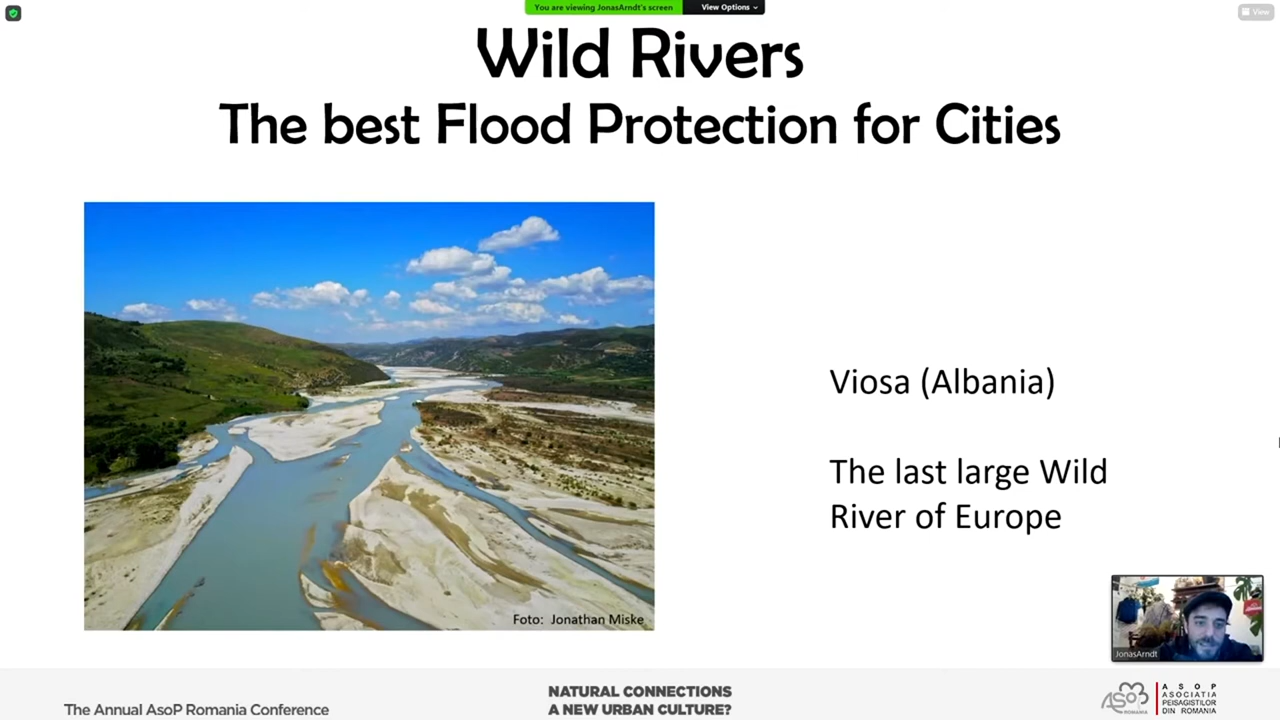 You are viewing JonasArndt's screen
View Options
View
Wild Rivers
The best Flood Protection for Cities
Viosa (Albania)
The last large Wild
River of Europe
Foto: Jonathan Miske
JonasArndt
The Annual AsoP Romania Conference
NATURAL CONNECTIONS
A NEW URBAN CULTURE?
ASOP
ROMANIA
A S O P
ASOCIATIA
PEISAGISTILOR
DIN ROMANIA